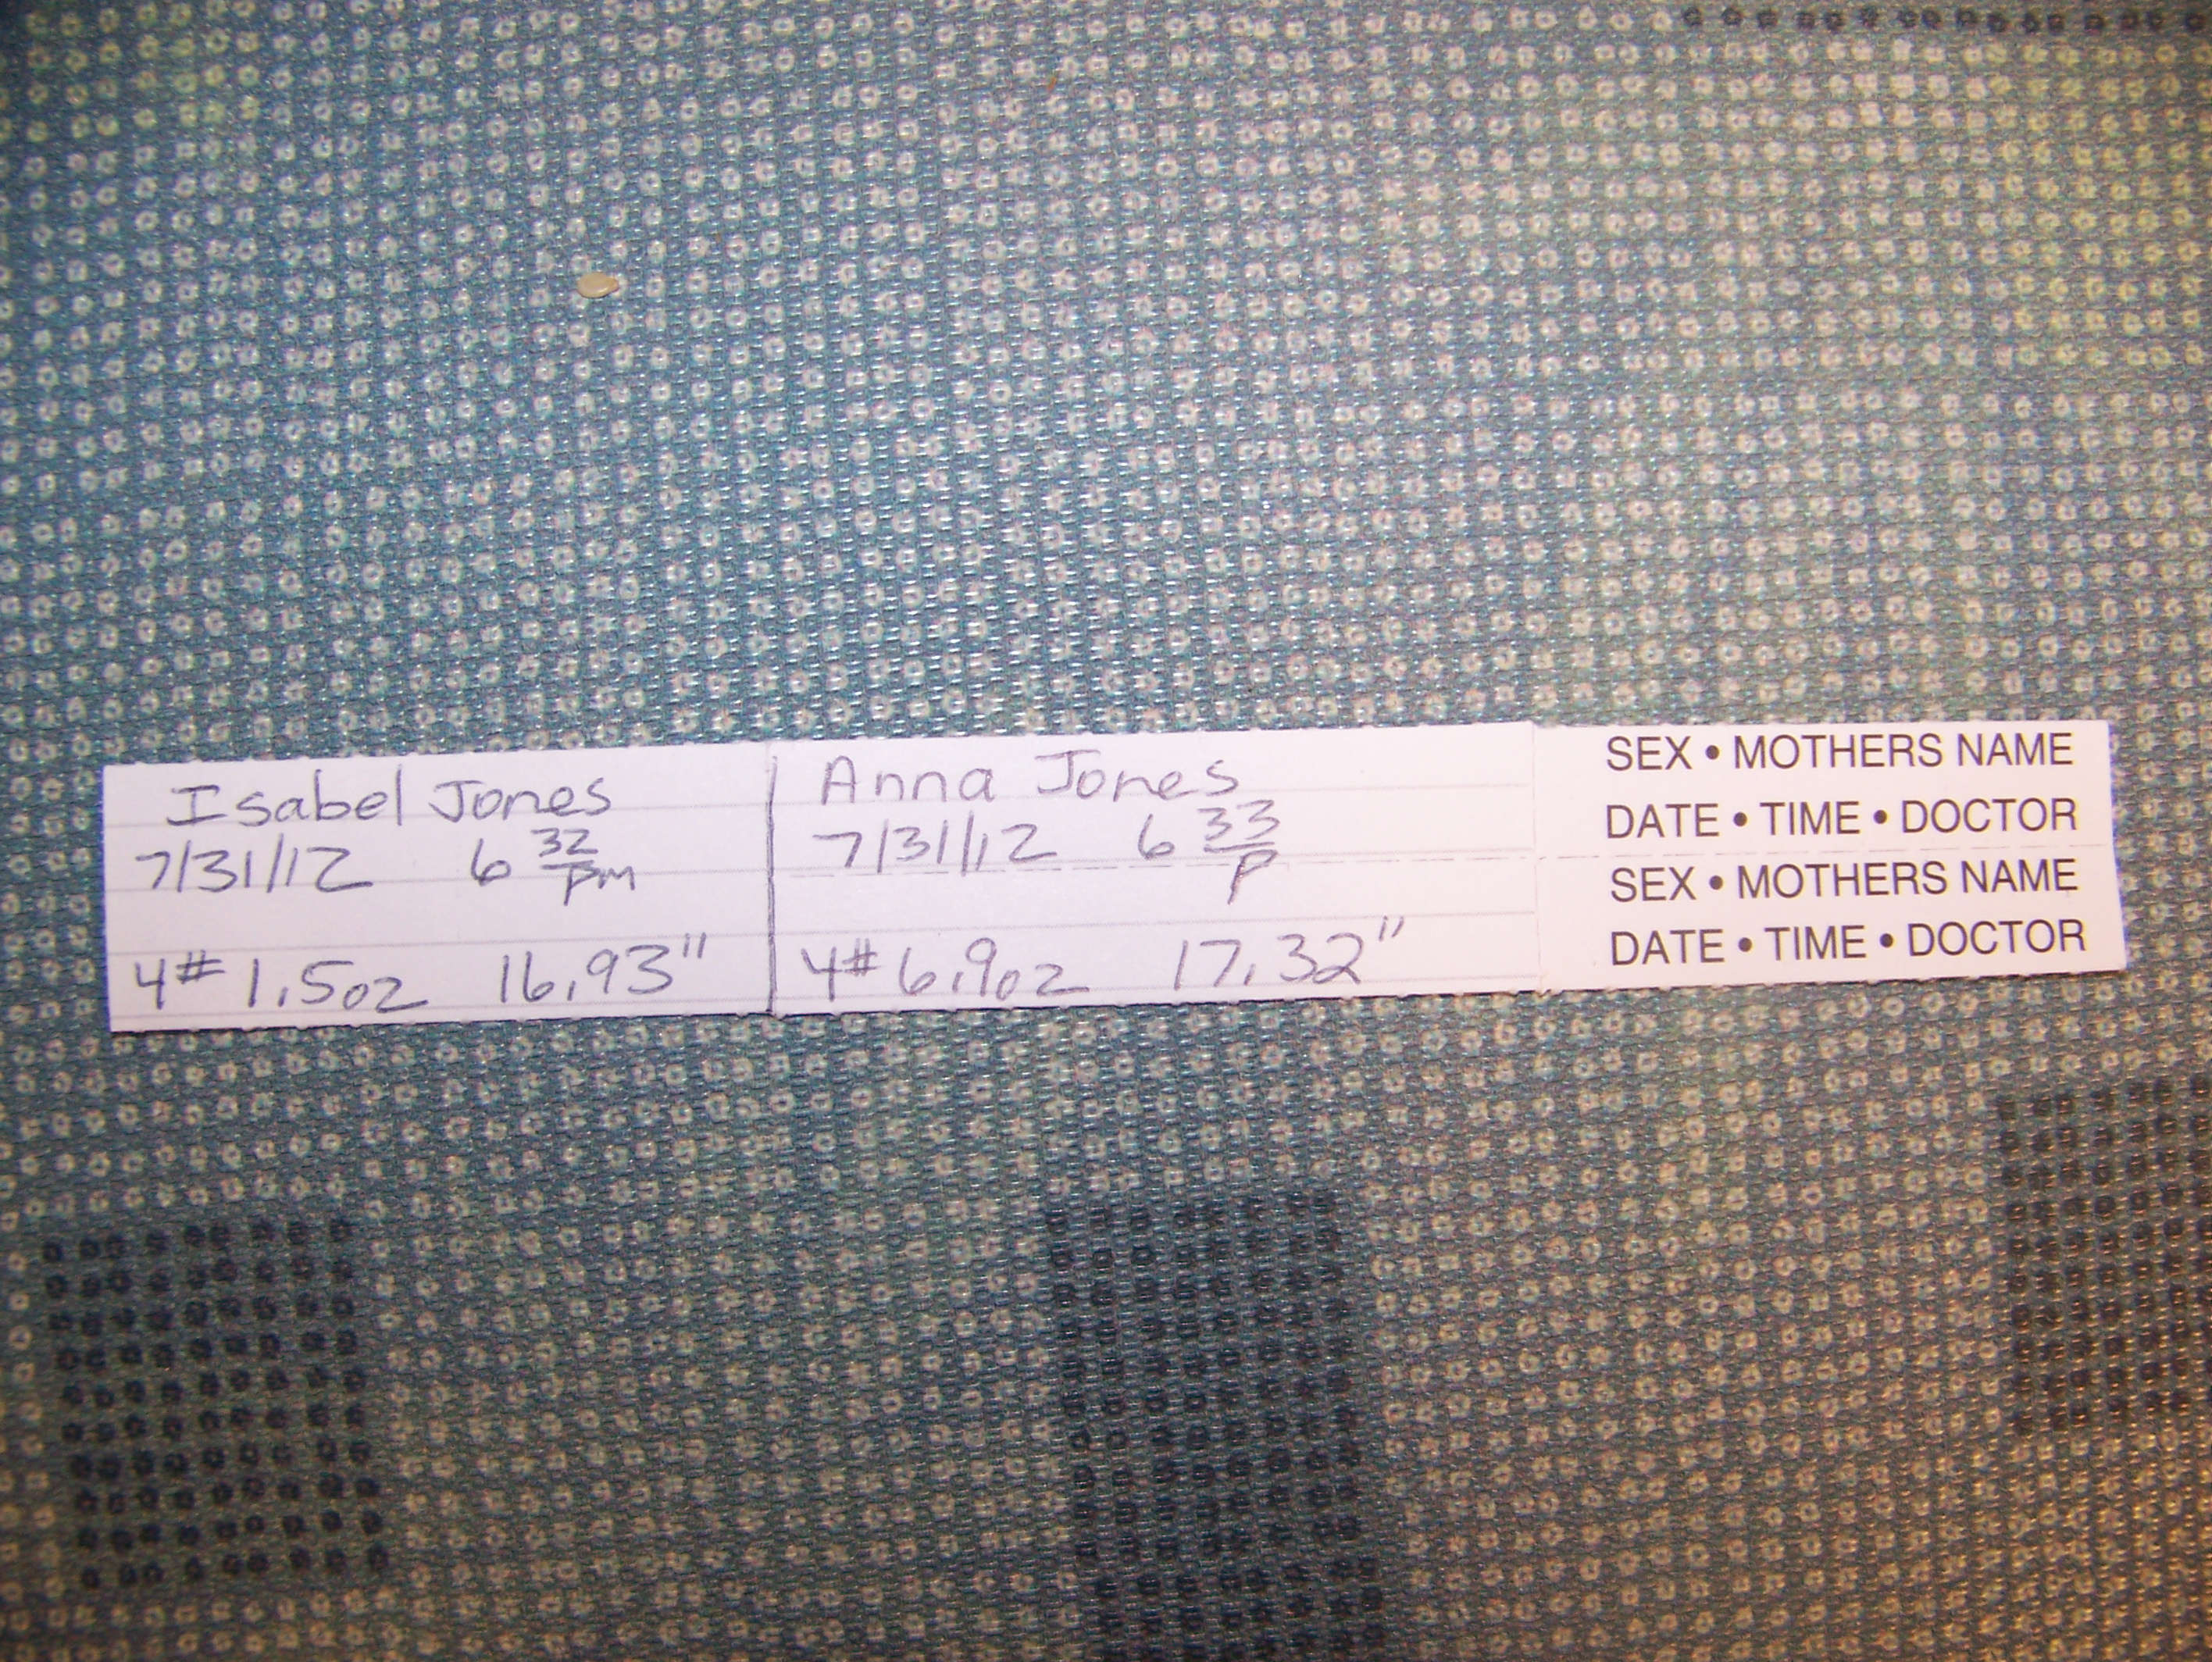 Isabel Jones
7/31/12 6 32 pm
4# 1.5oz 16.93"
Anna Jones
7/31/12 6 33 p
4# 6.9oz 17.32"
SEX • MOTHERS NAME
DATE • TIME • DOCTOR
SEX • MOTHERS NAME
DATE • TIME • DOCTOR